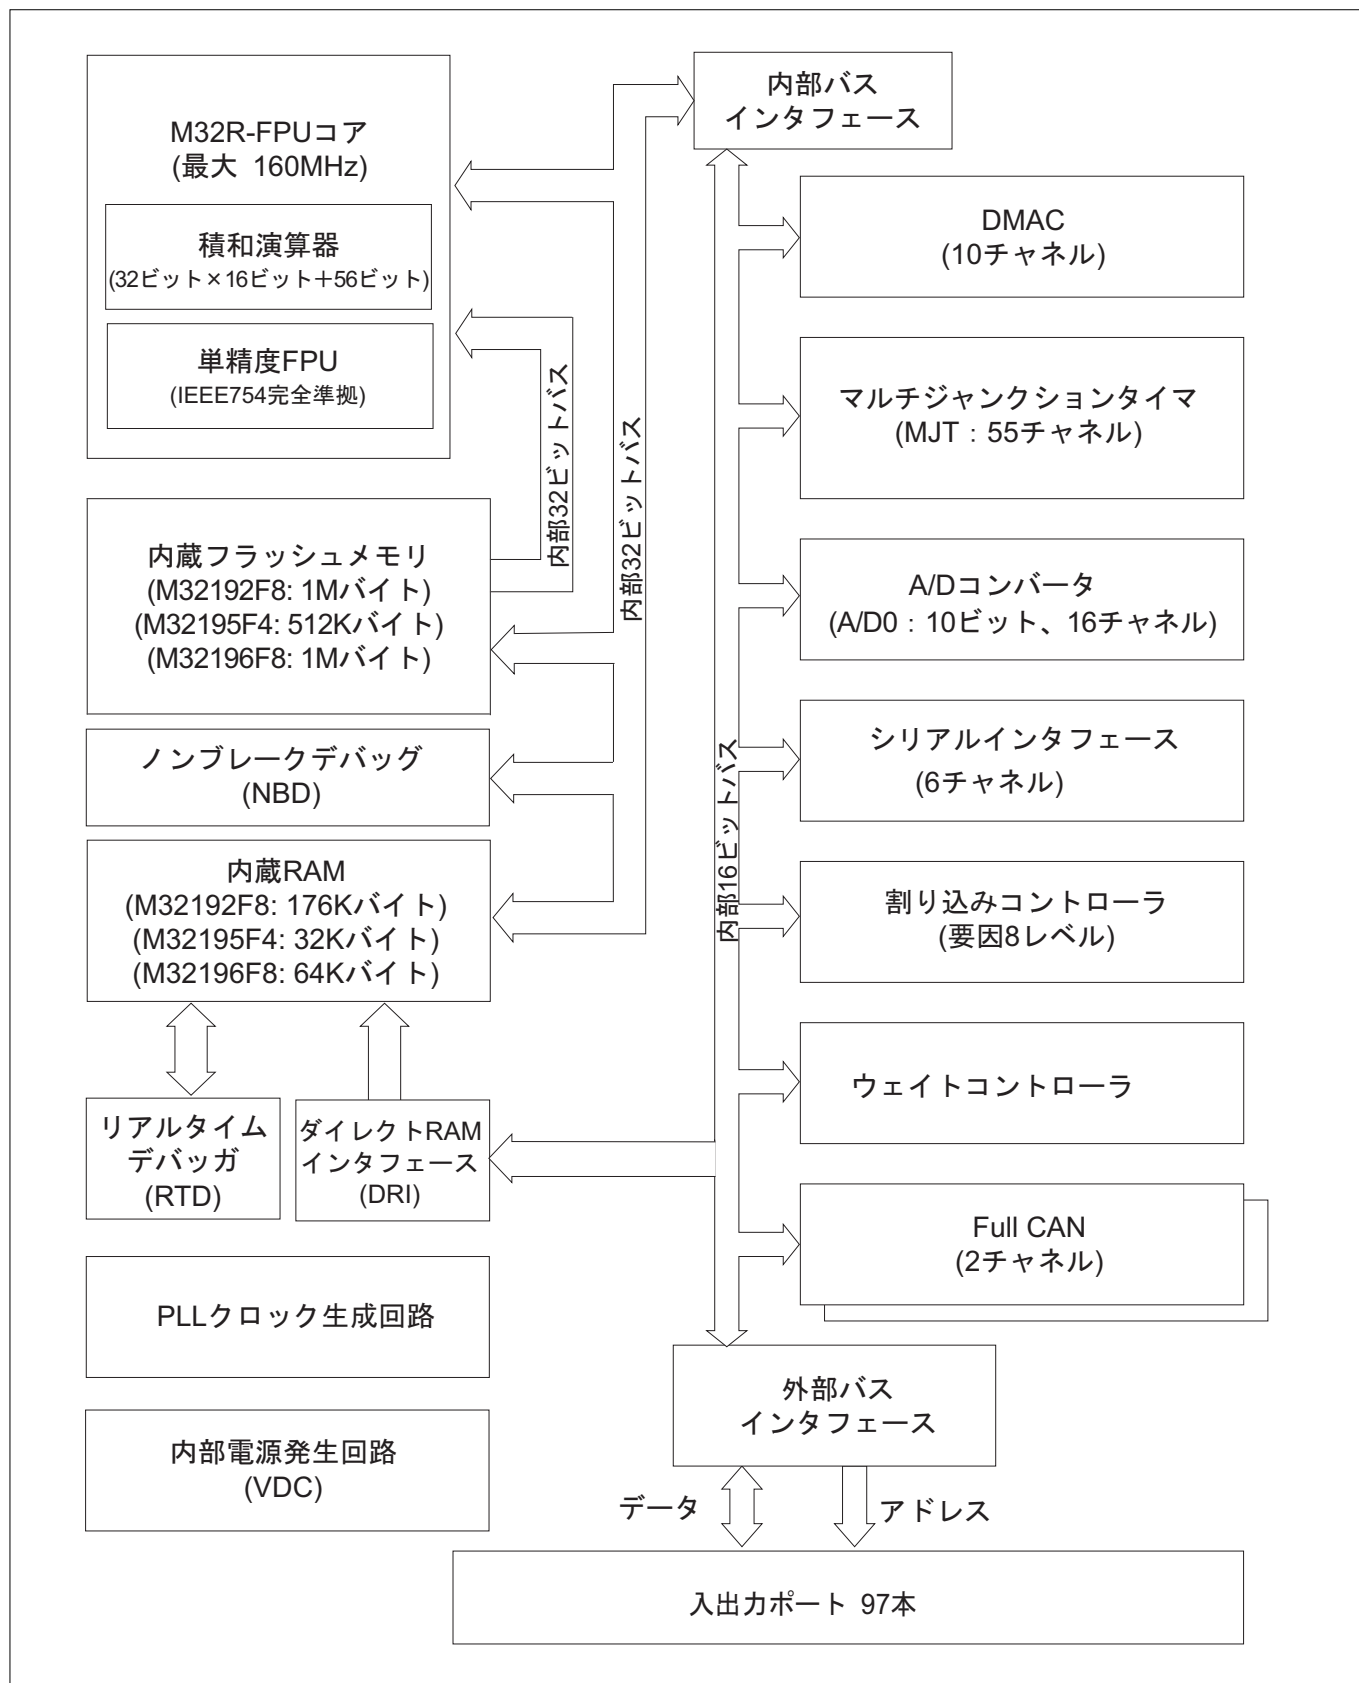 M32R-FPUコア
(最大 160MHz)
積和演算器
(32ビット×16ビット＋56ビット)
単精度FPU
(IEEE754完全準拠)
内蔵フラッシュメモリ
(M32192F8: 1Mバイト)
(M32195F4: 512Kバイト)
(M32196F8: 1Mバイト)
ノンブレークデバッグ
(NBD)
内蔵RAM
(M32192F8: 176Kバイト)
(M32195F4: 32Kバイト)
(M32196F8: 64Kバイト)
リアルタイム
デバッガ
(RTD)
ダイレクトRAM
インタフェース
(DRI)
PLLクロック生成回路
内部電源発生回路
(VDC)
内部32ビットバス
内部32ビットバス
内部16ビットバス
内部バス
インタフェース
DMAC
(10チャネル)
マルチジャンクションタイマ
(MJT：55チャネル)
A/Dコンバータ
(A/D0：10ビット、16チャネル)
シリアルインタフェース
(6チャネル)
割り込みコントローラ
(要因8レベル)
ウェイトコントローラ
Full CAN
(2チャネル)
外部バス
インタフェース
データ
アドレス
入出力ポート 97本